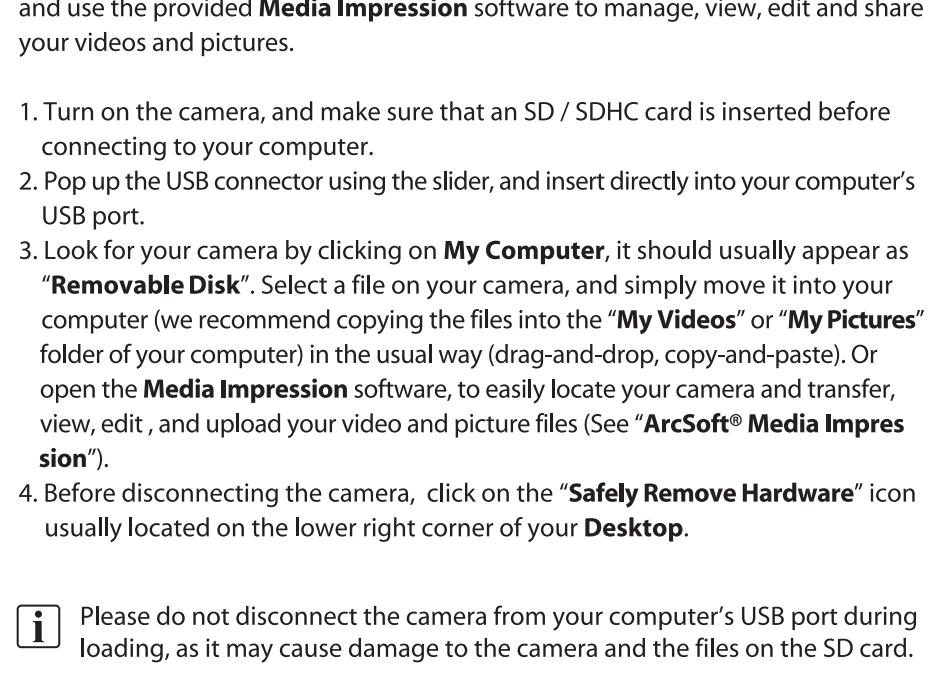 and use the provided Media Impression software to manage, view, edit and share
your videos and pictures.
1. Turn on the camera, and make sure that an SD / SDHC card is inserted before
connecting to your computer.
2. Pop up the USB connector using the slider, and insert directly into your computer's
USB port.
3. Look for your camera by clicking on My Computer, it should usually appear as
“Removable Disk”. Select a file on your camera, and simply move it into your
computer (we recommend copying the files into the “My Videos” or “My Pictures”
folder of your computer) in the usual way (drag-and-drop, copy-and-paste). Or
open the Media Impression software, to easily locate your camera and transfer,
view, edit , and upload your video and picture files (See “ArcSoft® Media Impres
sion”).
4. Before disconnecting the camera,  click on the “Safely Remove Hardware” icon
usually located on the lower right corner of your Desktop.
i Please do not disconnect the camera from your computer's USB port during
loading, as it may cause damage to the camera and the files on the SD card.